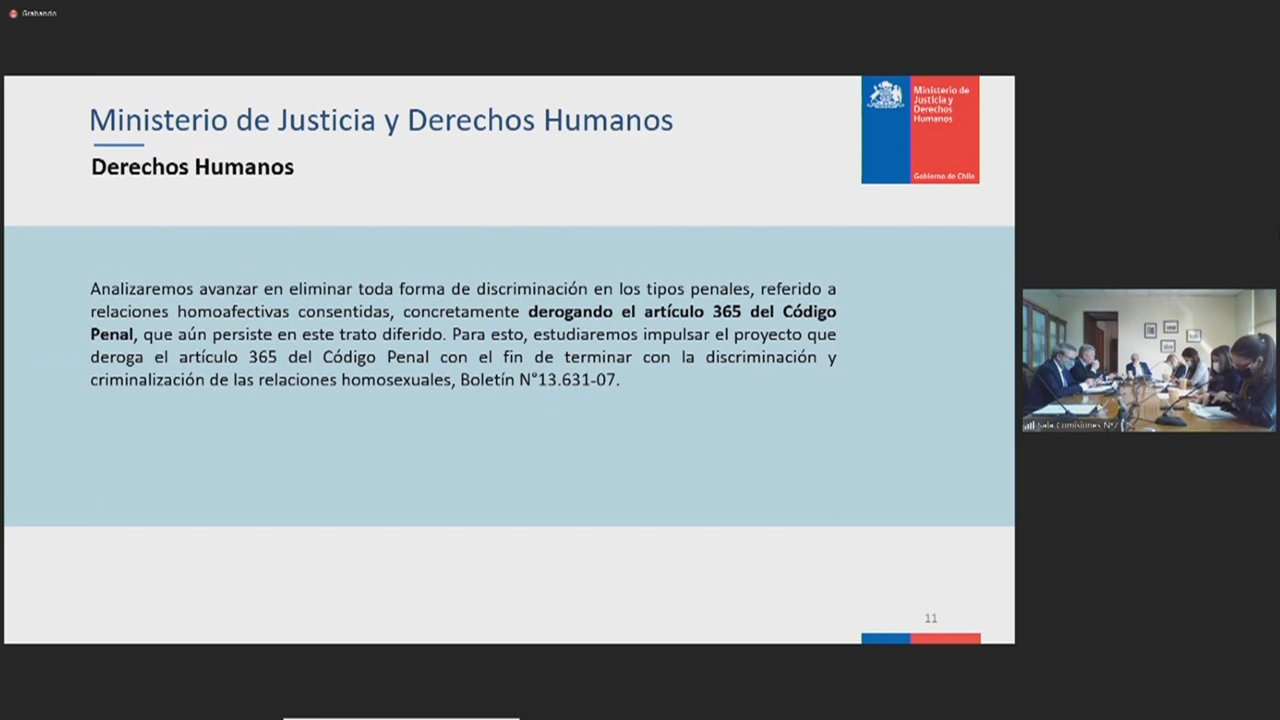 Grabando
Ministerio de Justicia y Derechos Humanos
Derechos Humanos
Ministerio de
Justicia y
Derechos
Humanos
Gobierno de Chile
Analizaremos avanzar en eliminar toda forma de discriminación en los tipos penales, referido a
relaciones homoafectivas consentidas, concretamente derogando el artículo 365 del Código
Penal, que aún persiste en este trato diferido. Para esto, estudiaremos impulsar el proyecto que
deroga el artículo 365 del Código Penal con el fin de terminar con la discriminación y
criminalización de las relaciones homosexuales, Boletín N°13.631-07.
Sala Comisiones N°7
11